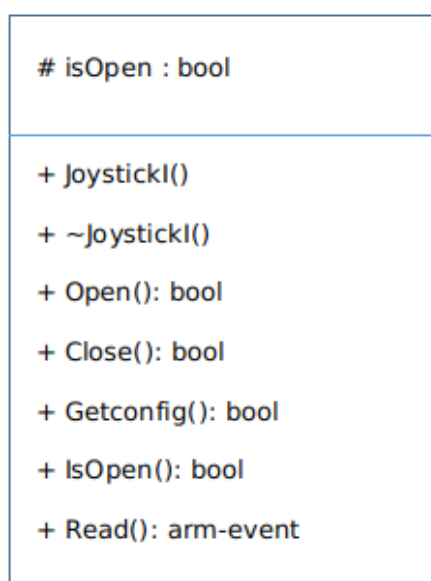 # isOpen : bool
+ JoystickI()
+ ~JoystickI()
+ Open(): bool
+ Close(): bool
+ Getconfig(): bool
+ IsOpen(): bool
+ Read(): arm-event